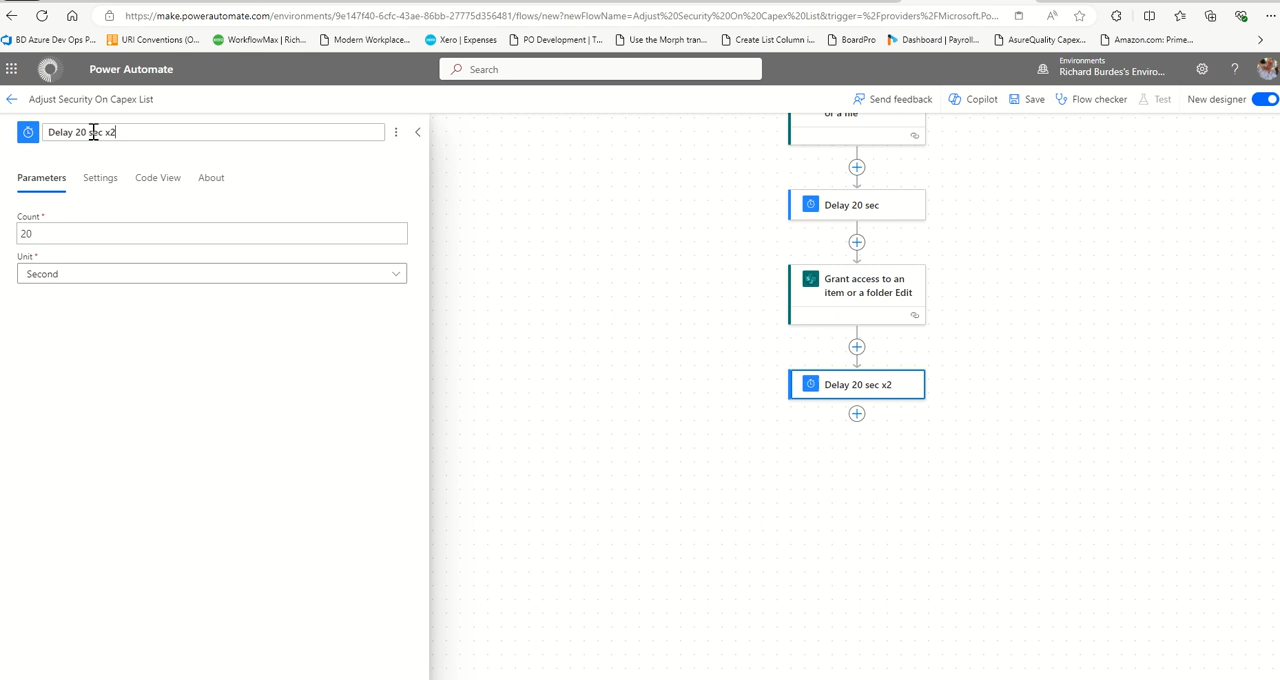 https://make.powerautomate.com/environments/9e147f40-6cfc-43ae-86bb-27775d356481/flows/new?newFlowName=Adjust%20Security%20On%20Capex%20List&trigger=%2Fproviders%2FMicrosoft.Po...
BD Azure Dev Ops P... URI Conventions (O... WorkflowMax | Rich... Modern Workplace... Xero | Expenses PO Development | T... Use the Morph tran... Create List Column i... BoardPro Dashboard | Payroll... AsureQuality Capex... Amazon.com: Prime...
Power Automate
Search
Environments
Richard Burdes's Enviro...
Adjust Security On Capex List
Send feedback Copilot Save Flow checker Test New designer
Delay 20 sec x2
Parameters Settings Code View About
Count *
20
Unit *
Second
or a file
Delay 20 sec
Grant access to an
item or a folder Edit
Delay 20 sec x2